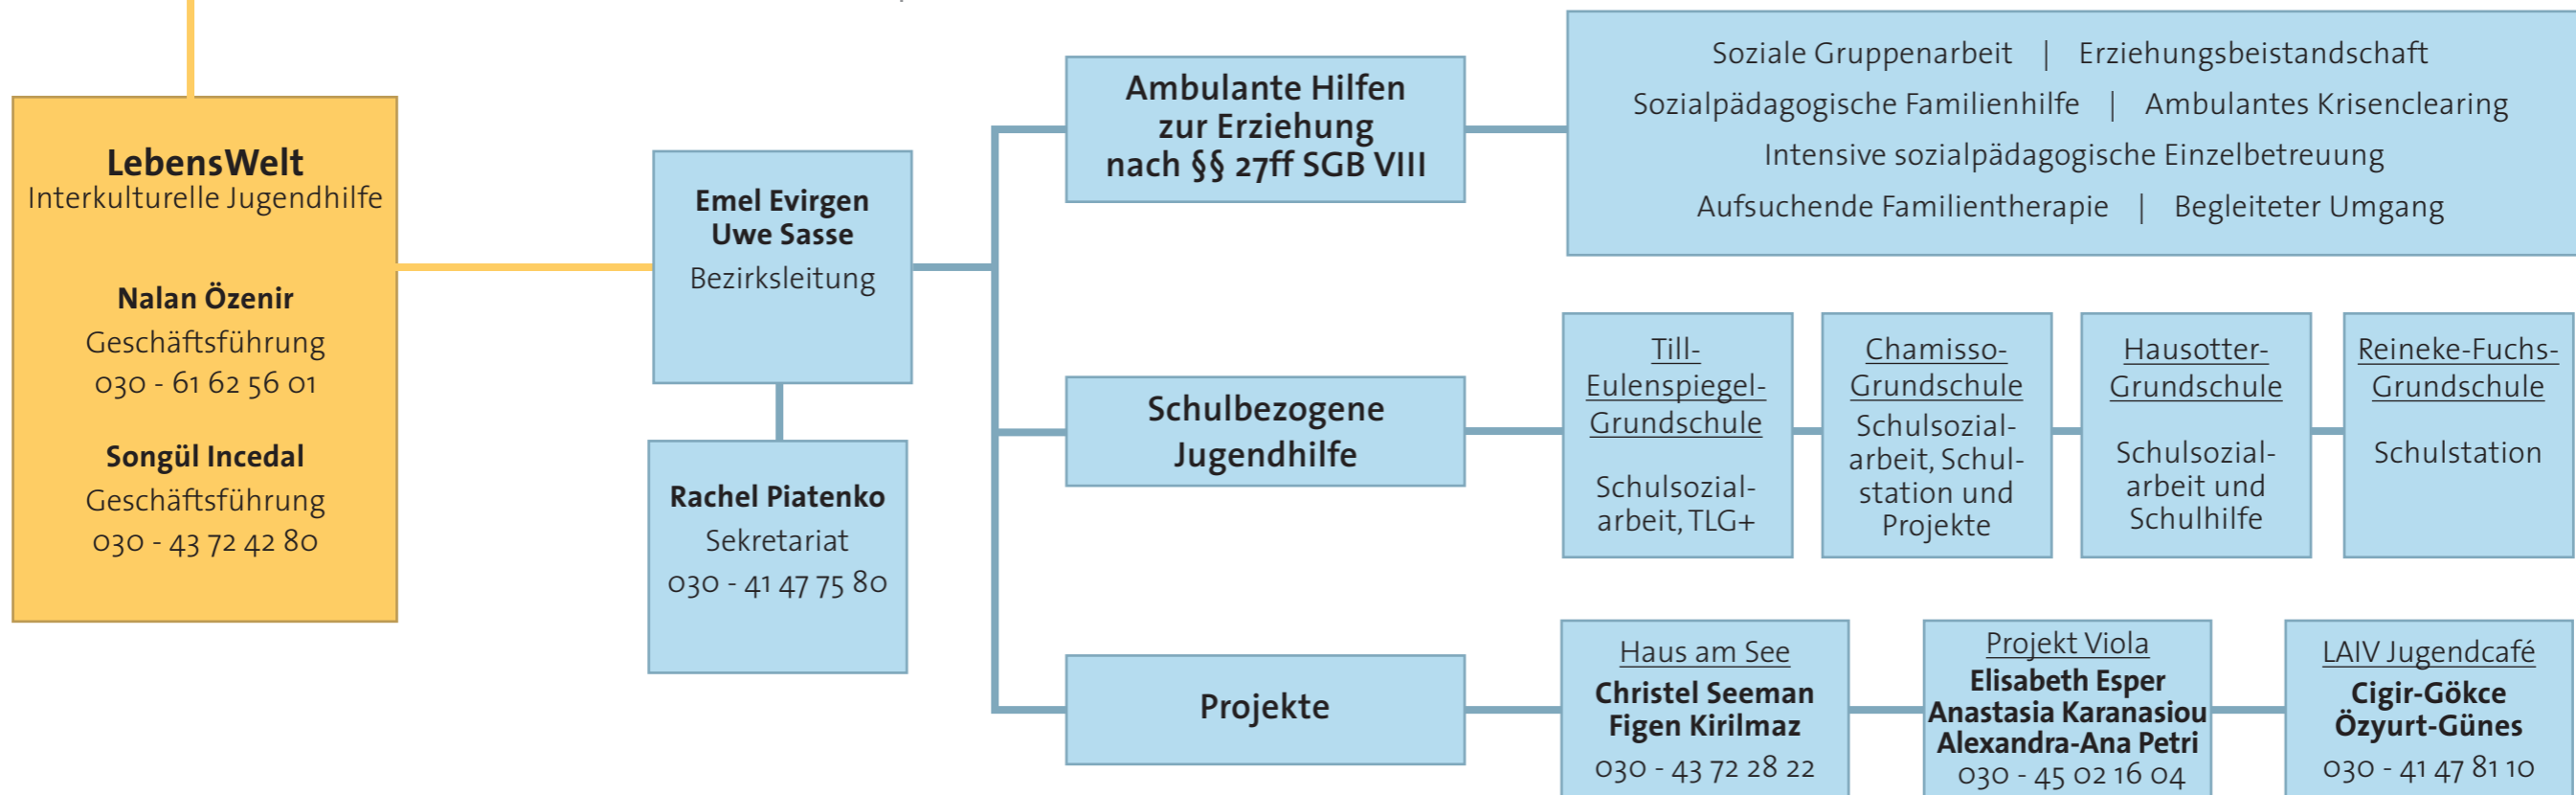 LebensWelt
Interkulturelle Jugendhilfe
Nalan Özenir
Geschäftsführung
030 - 61 62 56 01
Songül Incedal
Geschäftsführung
030 - 43 72 42 80
Emel Evirgen
Uwe Sasse
Bezirksleitung
Rachel Piatenko
Sekretariat
030 - 41 47 75 80
Ambulante Hilfen
zur Erziehung
nach §§ 27ff SGB VIII
Soziale Gruppenarbeit | Erziehungsbeistandschaft
Sozialpädagogische Familienhilfe | Ambulantes Krisenclearing
Intensive sozialpädagogische Einzelbetreuung
Aufsuchende Familientherapie | Begleiteter Umgang
Schulbezogene
Jugendhilfe
Till-
Eulenspiegel-
Grundschule
Schulsozial-
arbeit, TLG+
Chamisso-
Grundschule
Schulsozial-
arbeit, Schul-
station und
Projekte
Hausotter-
Grundschule
Schulsozial-
arbeit und
Schulhilfe
Reineke-Fuchs-
Grundschule
Schulstation
Projekte
Haus am See
Christel Seeman
Figen Kirilmaz
030 - 43 72 28 22
Projekt Viola
Elisabeth Esper
Anastasia Karanasiou
Alexandra-Ana Petri
030 - 45 02 16 04
LAIV Jugendcafé
Cigir-Gökce
Özyurt-Günes
030 - 41 47 81 10